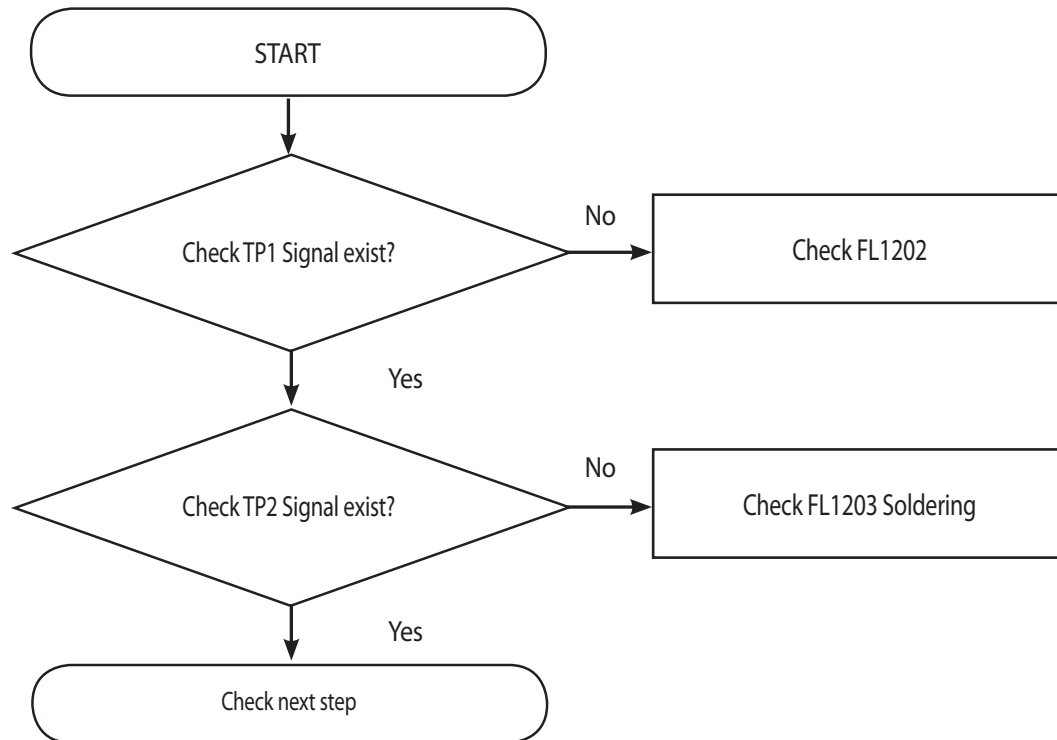 START
No
Check TP1 Signal exist?
Check FL1202
Yes
No
Check TP2 Signal exist?
Check FL1203 Soldering
Yes
Check next step